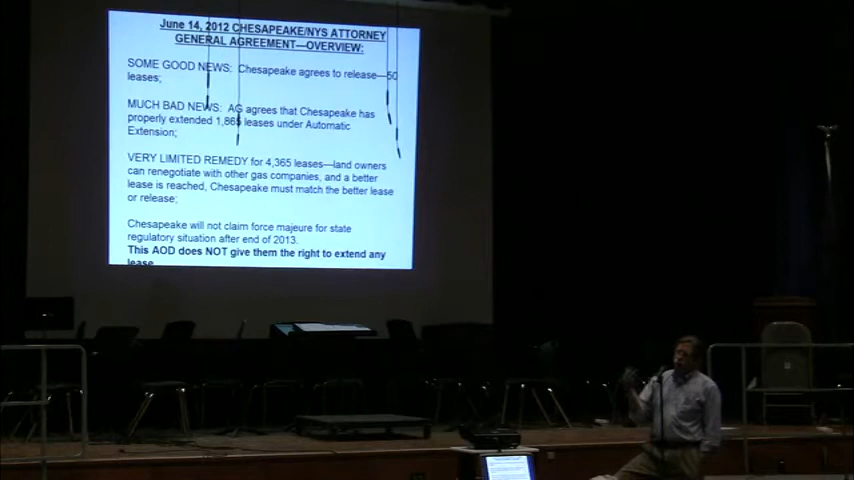 June 14, 2012 CHESAPEAKE/NYS ATTORNEY
GENERAL AGREEMENT—OVERVIEW:
SOME GOOD NEWS: Chesapeake agrees to release—50
leases;
MUCH BAD NEWS: AG agrees that Chesapeake has
properly extended 1,865 leases under Automatic
Extension;
VERY LIMITED REMEDY for 4,365 leases—land owners
can renegotiate with other gas companies, and a better
lease is reached, Chesapeake must match the better lease
or release;
Chesapeake will not claim force majeure for state
regulatory situation after end of 2013.
This AOD does NOT give them the right to extend any
lease